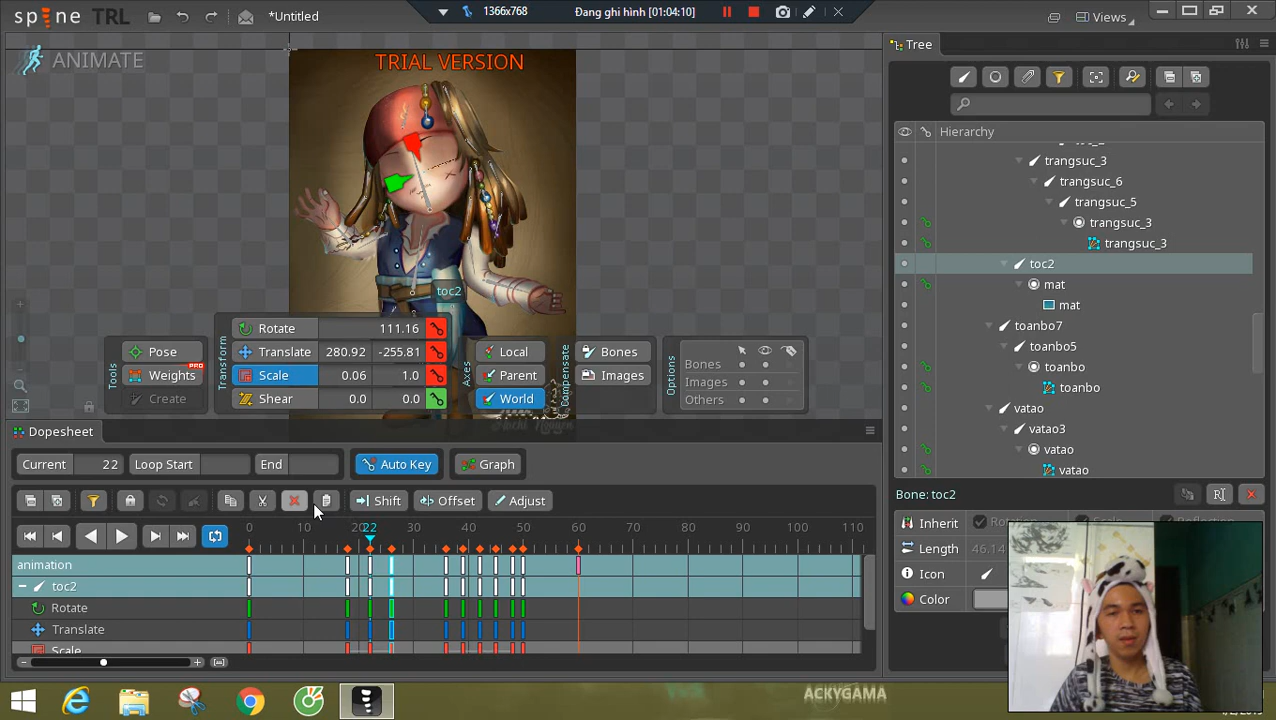 spine TRL
*Untitled
1366x768
Đang ghi hình [01:04:10]
Views
ANIMATE
TRIAL VERSION
toc2
Tools
Pose
Weights
PRO
Create
Transform
Rotate 111.16
Translate 280.92 -255.81
Scale 0.06 1.0
Shear 0.0 0.0
Axes
Local
Parent
World
Compensate
Bones
Images
Options
Bones
Images
Others
Tree
Hierarchy
trangsuc_3
trangsuc_6
trangsuc_5
trangsuc_3
trangsuc_3
toc2
mat
mat
toanbo7
toanbo5
toanbo
toanbo
vatao
vatao3
vatao
vatao
Bone: toc2
Inherit
Length 46.14
Icon
Color
Dopesheet
Current 22 Loop Start End Auto Key Graph
Shift Offset Adjust
0 10 20 22 30 40 50 60 70 80 90 100 110
animation
toc2
Rotate
Translate
Scale
ACKYGAMA